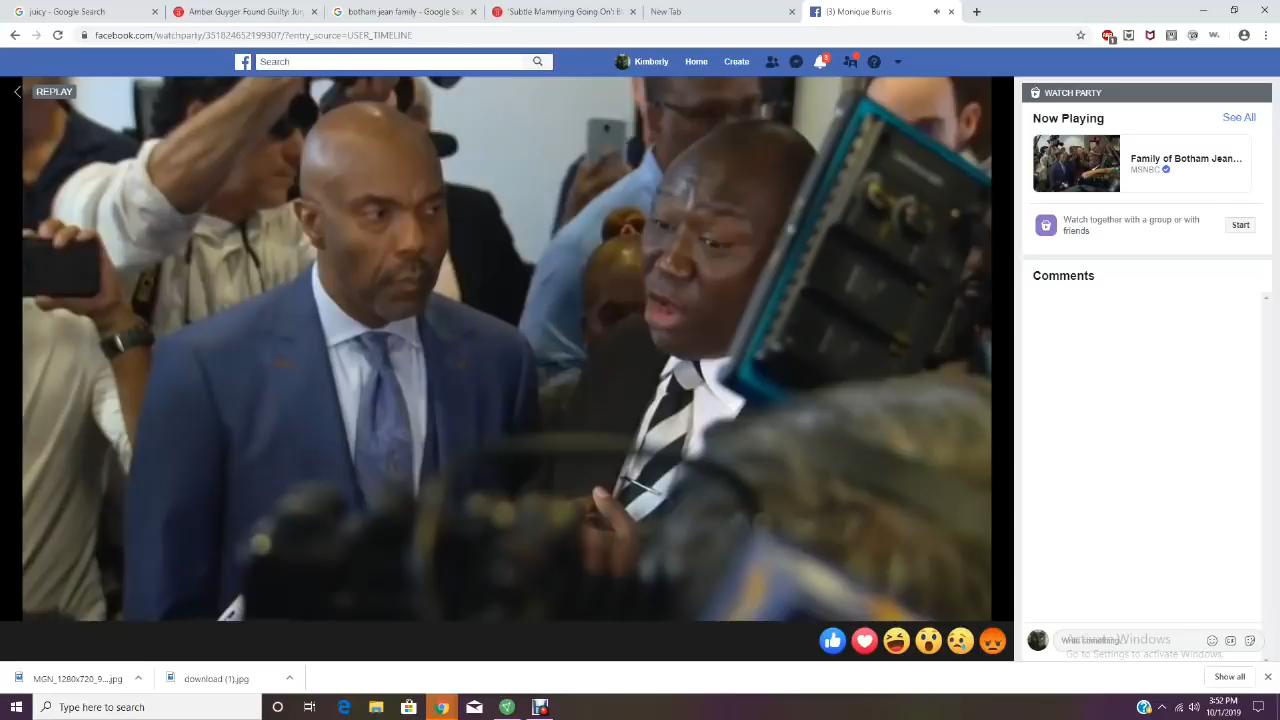 juicy - Google Search
Amber Guyger Found Guilty: Jur
botham jean family - Google Sea
'Subtle Mammying Going On': Bl
New Tab
(3) Monique Burris
facebook.com/watchparty/351824652199307/?entry_source=USER_TIMELINE
Search
Kimberly
Home
Create
3
REPLAY
WATCH PARTY
Now Playing
See All
Family of Botham Jean...
MSNBC
Watch together with a group or with
friends
Start
Comments
Write something...
Activate Windows
Go to Settings to activate Windows.
MGN_1280x720_9....jpg
download (1).jpg
Show all
Type here to search
3:52 PM
10/1/2019